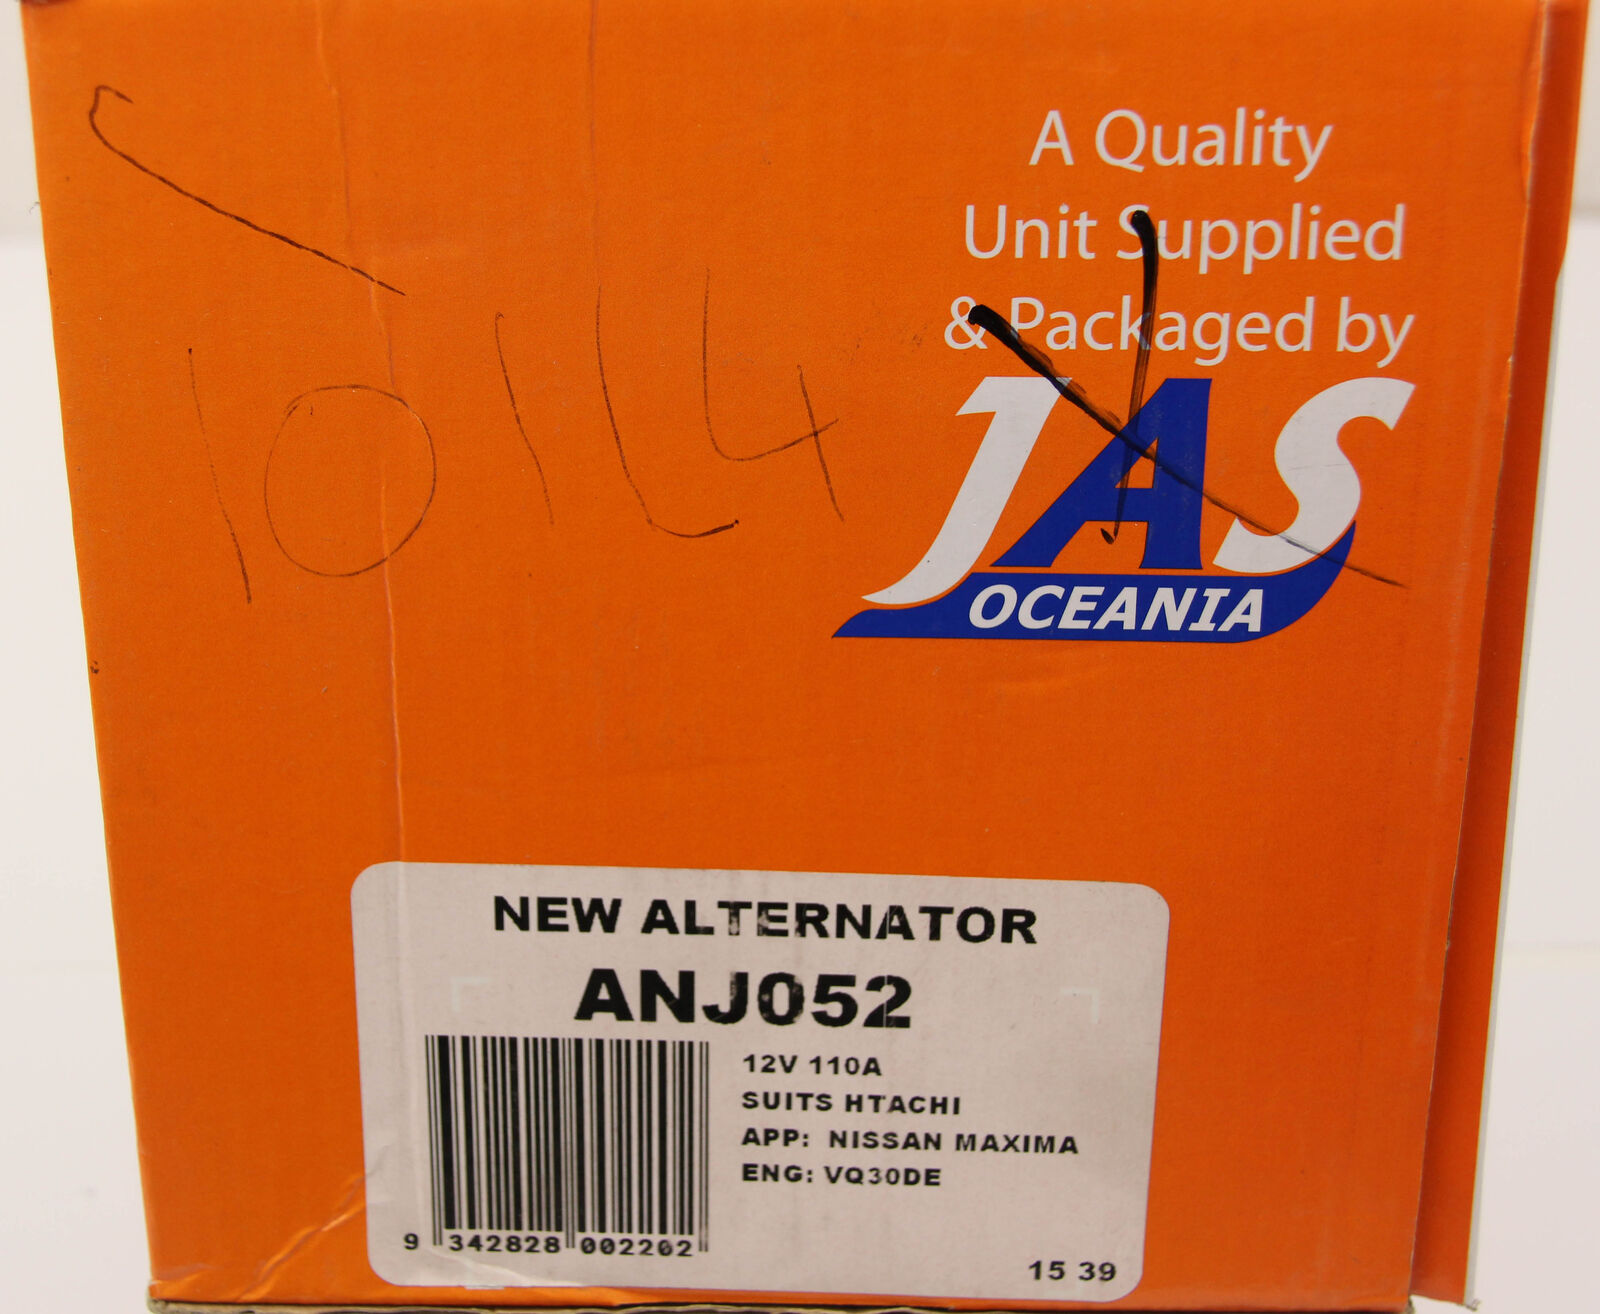 A Quality
Unit Supplied
& Packaged by
JAS
OCEANIA
NEW ALTERNATOR
ANJ052
12V 110A
SUITS HTACHI
APP: NISSAN MAXIMA
ENG: VQ30DE
9 342828 002202
15 39